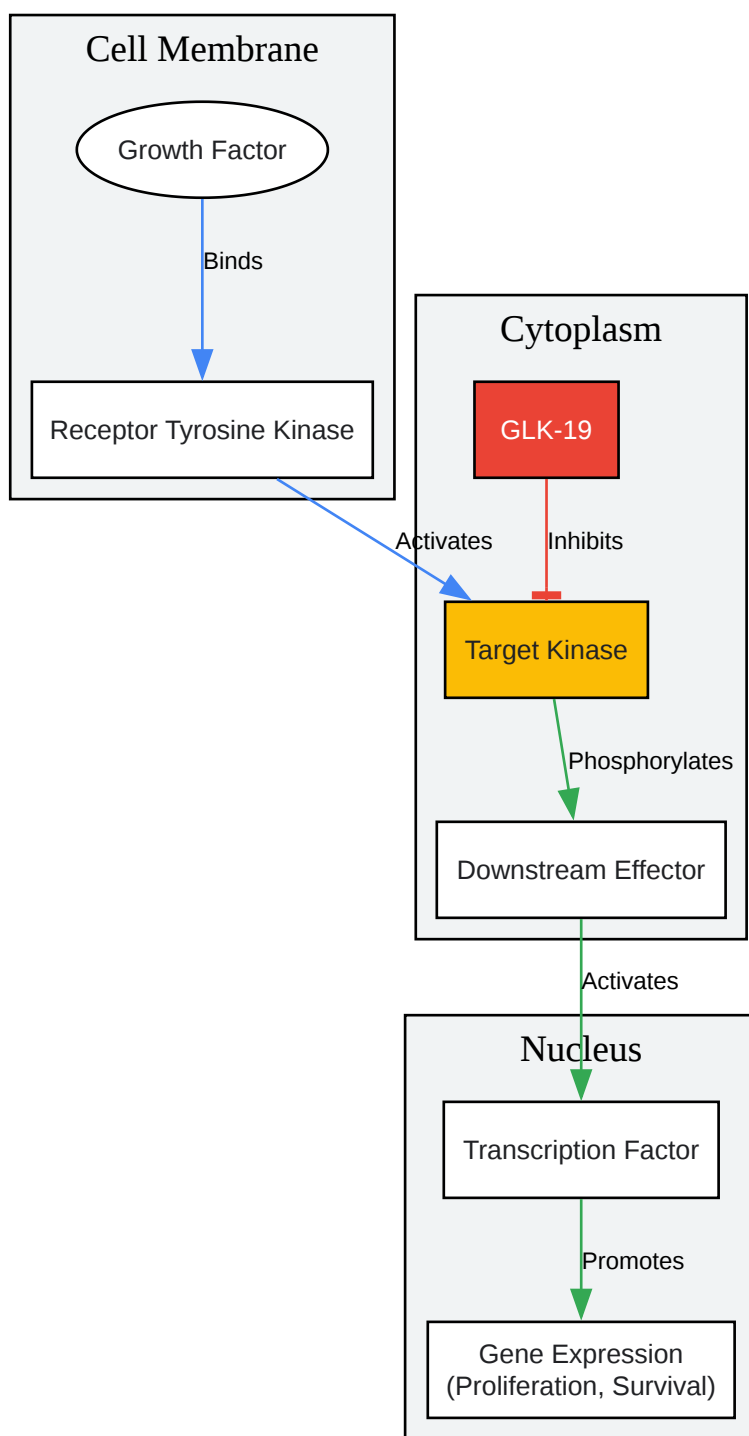 Cell Membrane
Growth Factor
Binds
Receptor Tyrosine Kinase
Cytoplasm
GLK-19
Activates
Inhibits
Target Kinase
Phosphorylates
Downstream Effector
Activates
Nucleus
Transcription Factor
Promotes
Gene Expression
(Proliferation, Survival)